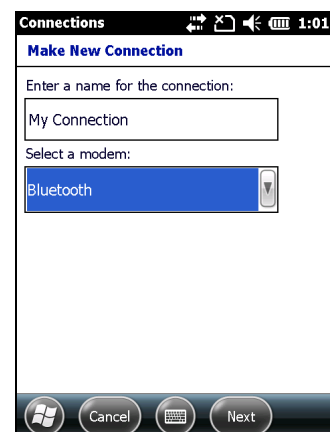 Connections 1:01
Make New Connection
Enter a name for the connection:
My Connection
Select a modem:
Bluetooth
Cancel Next